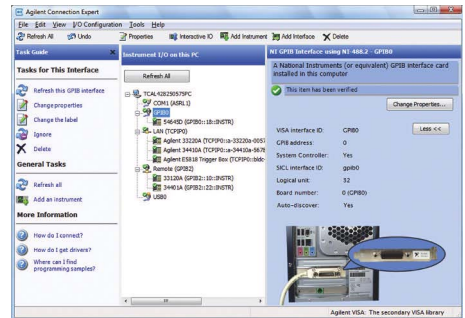 Agilent Connection Expert
File Edit View I/O Configuration Tools Help
Refresh All Undo Properties Interactive IO Add Instrument Add Interface Delete
Task Guide
Tasks for This Interface
Refresh this GPIB interface
Change properties
Change the label
Ignore
Delete
General Tasks
Refresh all
Add an instrument
More Information
How do I connect?
How do I get drivers?
Where can I find
programming samples?
Instrument I/O on this PC
Refresh All
COM1 (ASRL1)
GPIB0
54645D (GPIB0::18::INSTR)
LAN (TCPIP0)
Agilent 33220A (TCPIP0::a-33220a-0057
Agilent 34410A (TCPIP0::a-34410a-5678
Agilent E5818 Trigger Box (TCPIP0::bldc-
Remote (GPIB2)
33120A (GPIB2::10::INSTR)
34401A (GPIB2::22::INSTR)
USB0
NI GPIB Interface using NI-488.2 - GPIB0
A National Instruments (or equivalent) GPIB interface card
installed in this computer
This item has been verified
Change Properties...
Less <<
VISA interface ID: GPIB0
GPIB address: 0
System Controller: Yes
SICL interface ID: gpib0
Logical unit: 32
Board number: 0 (GPIB0)
Auto-discover: Yes
Agilent VISA: The secondary VISA library